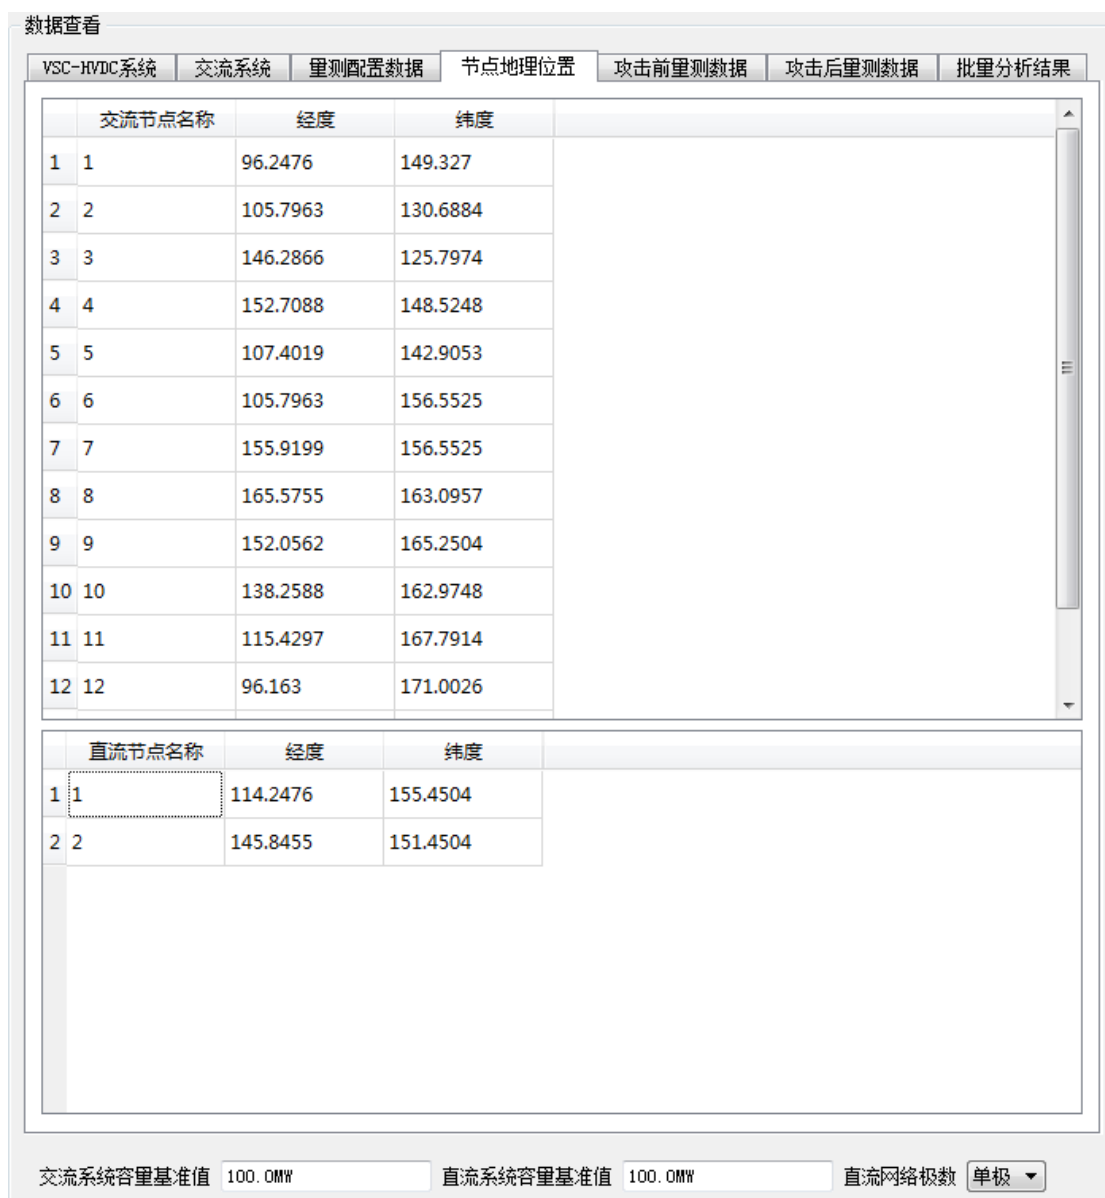 数据查看
VSC-HVDC系统 交流系统 量测配置数据 节点地理位置 攻击前量测数据 攻击后量测数据 批量分析结果
交流节点名称 经度 纬度
1 1 96.2476 149.327
2 2 105.7963 130.6884
3 3 146.2866 125.7974
4 4 152.7088 148.5248
5 5 107.4019 142.9053
6 6 105.7963 156.5525
7 7 155.9199 156.5525
8 8 165.5755 163.0957
9 9 152.0562 165.2504
10 10 138.2588 162.9748
11 11 115.4297 167.7914
12 12 96.163 171.0026
直流节点名称 经度 纬度
1 1 114.2476 155.4504
2 2 145.8455 151.4504
交流系统容里基准值 100.0MW 直流系统容里基准值 100.0MW 直流网络极数 单极